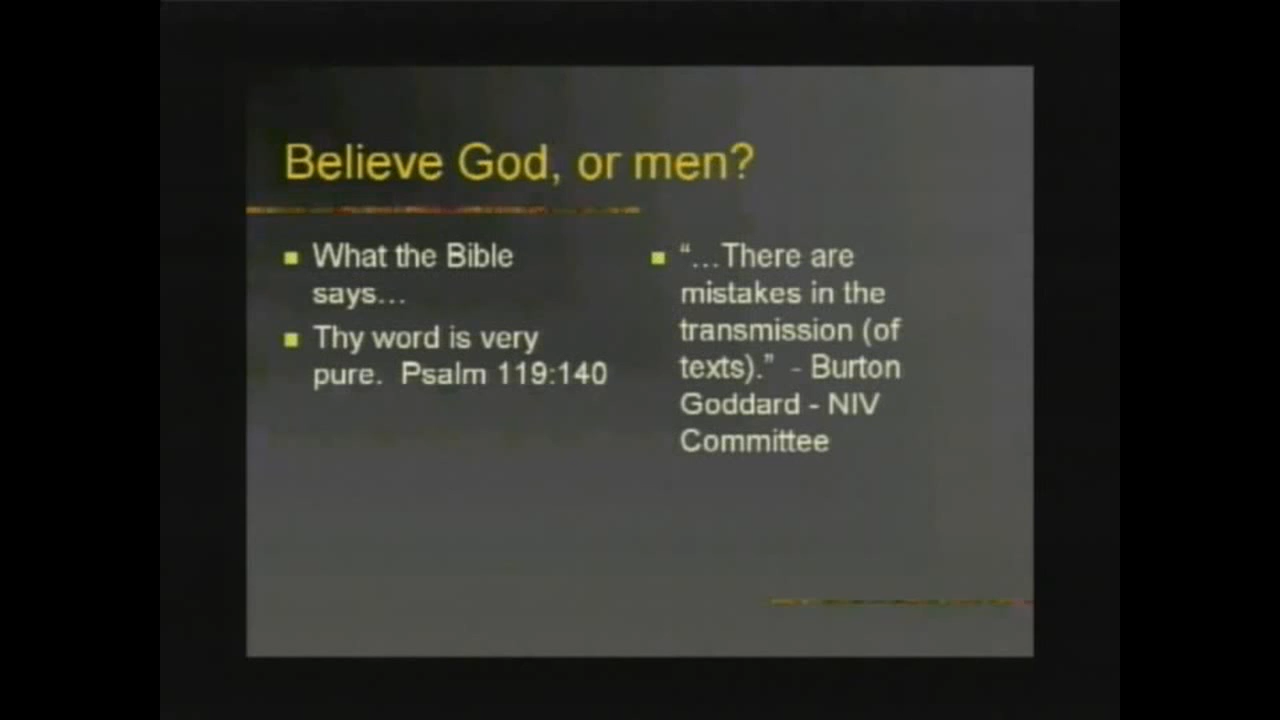 Believe God, or men?
What the Bible
says...
Thy word is very
pure. Psalm 119:140
“...There are
mistakes in the
transmission (of
texts).” - Burton
Goddard - NIV
Committee